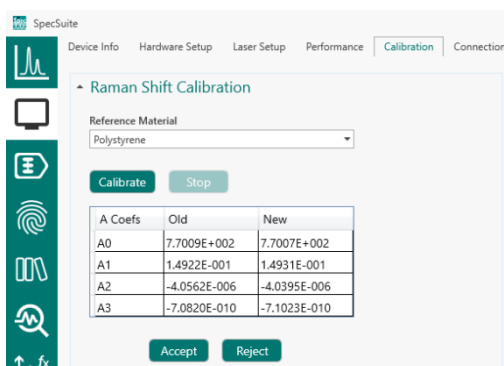 SpecSuite
Device Info Hardware Setup Laser Setup Performance Calibration Connection
Raman Shift Calibration
Reference Material
Polystyrene
Calibrate Stop
A Coefs Old New
A0 7.7009E+002 7.7007E+002
A1 1.4922E-001 1.4931E-001
A2 -4.0562E-006 -4.0395E-006
A3 -7.0820E-010 -7.1023E-010
Accept Reject
fx